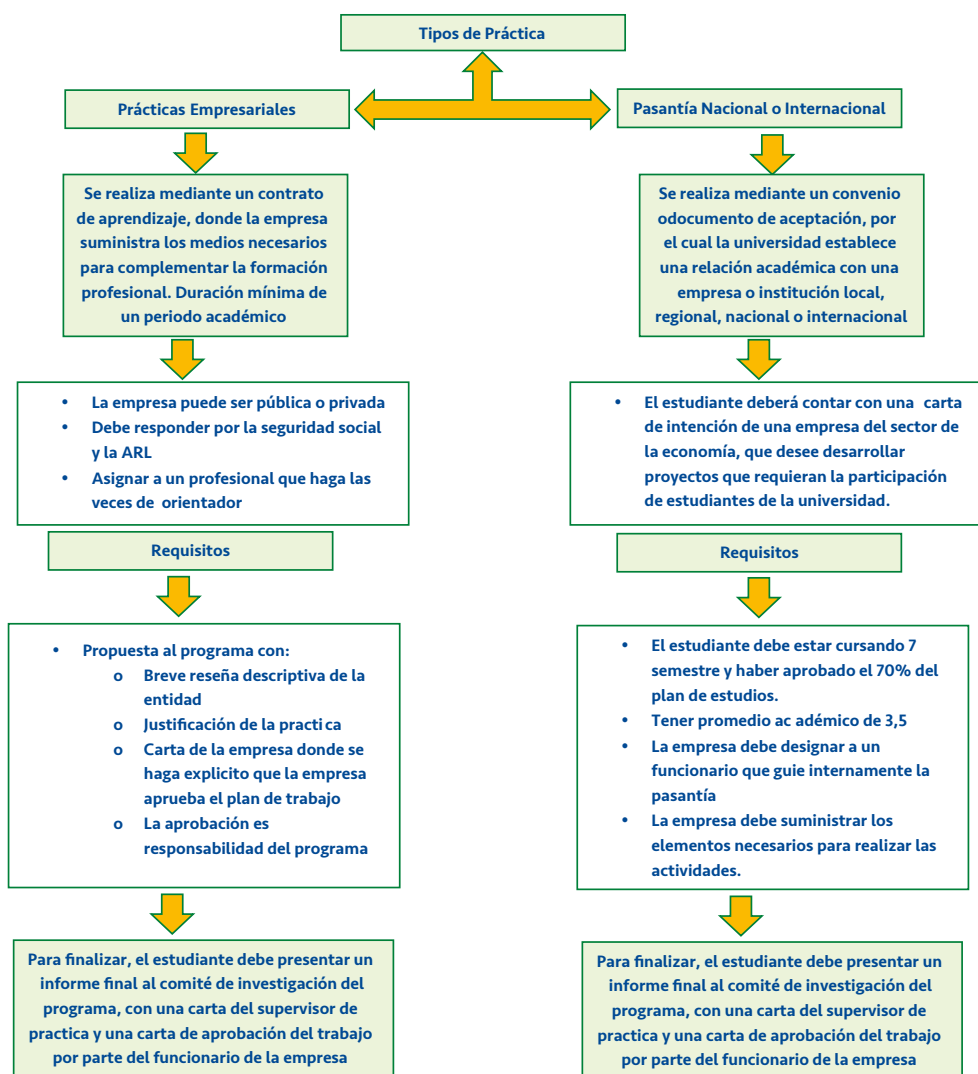 Tipos de Práctica
Prácticas Empresariales
Se realiza mediante un contrato
de aprendizaje, donde la empresa
suministra los medios necesarios
para complementar la formación
profesional. Duración mínima de
un periodo académico
• La empresa puede ser pública o privada
• Debe responder por la seguridad social
y la ARL
• Asignar a un profesional que haga las
veces de orientador
Requisitos
• Propuesta al programa con:
o Breve reseña descriptiva de la
entidad
o Justificación de la practica
o Carta de la empresa donde se
haga explicito que la empresa
aprueba el plan de trabajo
o La aprobación es
responsabilidad del programa
Para finalizar, el estudiante debe presentar un
informe final al comité de investigación del
programa, con una carta del supervisor de
practica y una carta de aprobación del trabajo
por parte del funcionario de la empresa
Pasantía Nacional o Internacional
Se realiza mediante un convenio
odocumento de aceptación, por
el cual la universidad establece
una relación académica con una
empresa o institución local,
regional, nacional o internacional
• El estudiante deberá contar con una carta
de intención de una empresa del sector de
la economía, que desee desarrollar
proyectos que requieran la participación
de estudiantes de la universidad.
Requisitos
• El estudiante debe estar cursando 7
semestre y haber aprobado el 70% del
plan de estudios.
• Tener promedio ac adémico de 3,5
• La empresa debe designar a un
funcionario que guie internamente la
pasantía
• La empresa debe suministrar los
elementos necesarios para realizar las
actividades.
Para finalizar, el estudiante debe presentar un
informe final al comité de investigación del
programa, con una carta del supervisor de
practica y una carta de aprobación del trabajo
por parte del funcionario de la empresa